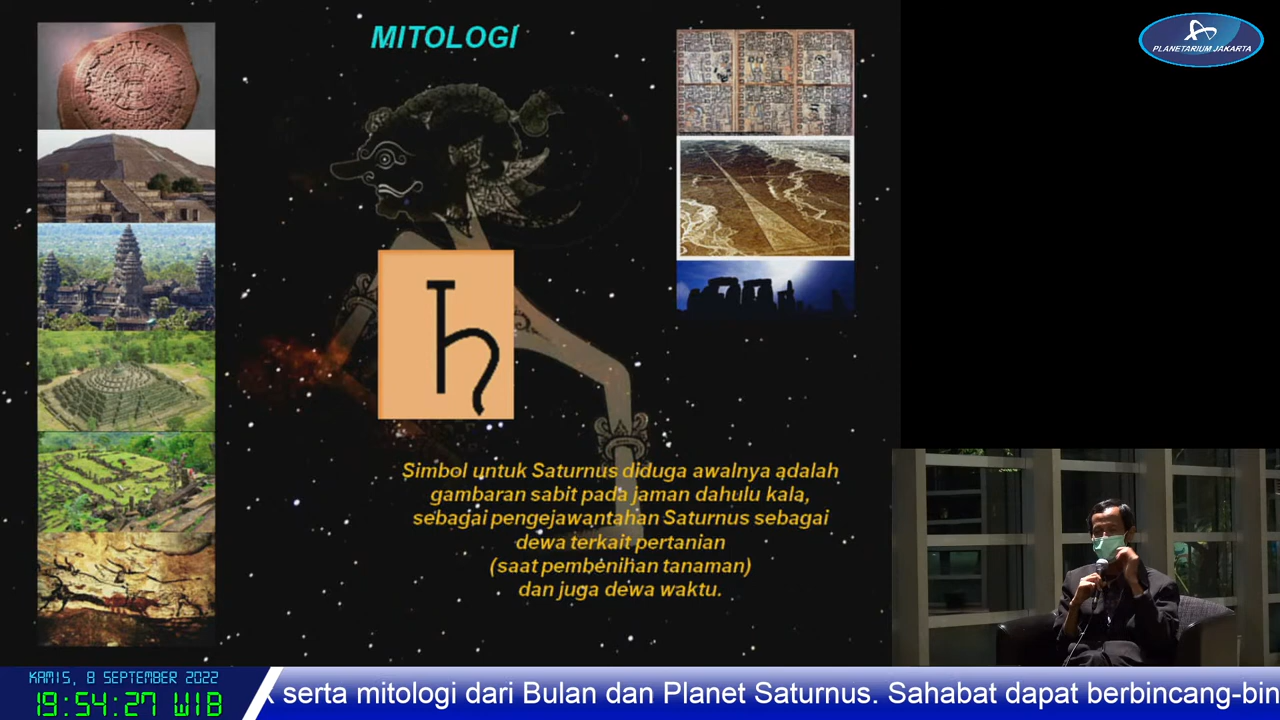 MITOLOGI
PLANETARIUM JAKARTA
Simbol untuk Saturnus diduga awalnya adalah
gambaran sabit pada jaman dahulu kala,
sebagai pengejawantahan Saturnus sebagai
dewa terkait pertanian
(saat pembenihan tanaman)
dan juga dewa waktu.
KAMIS, 8 SEPTEMBER 2022
19:54:27 WIB
serta mitologi dari Bulan dan Planet Saturnus. Sahabat dapat berbincang-bin